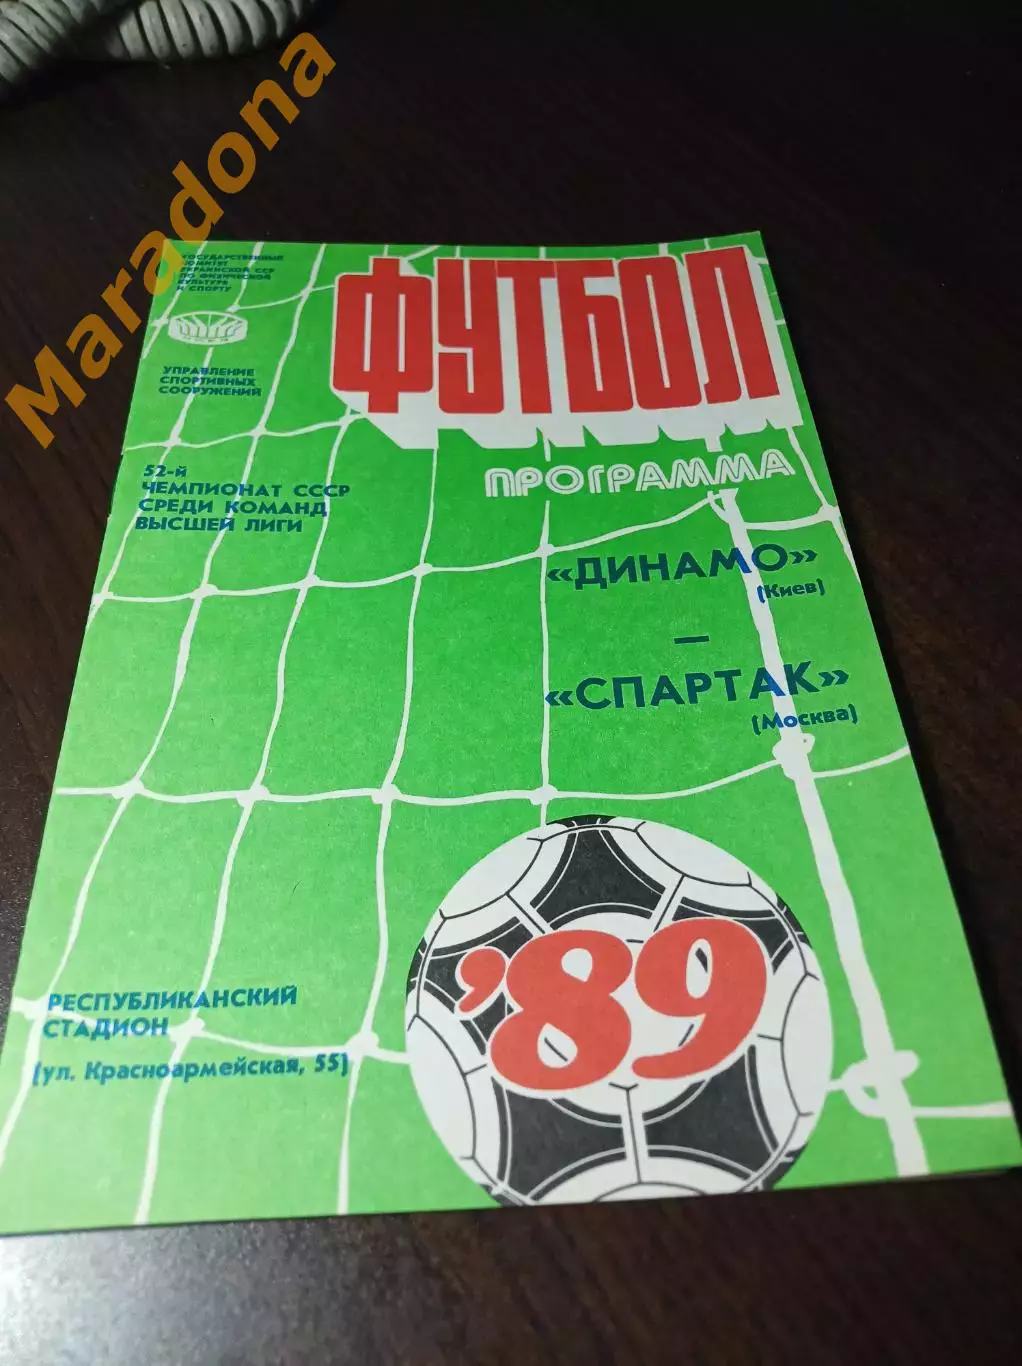 Maradona
ГОСУДАРСТВЕННЫЙ
КОМИТЕТ
УКРАИНСКОЙ ССР
ПО ФИЗИЧЕСКОЙ
КУЛЬТУРЕ
И СПОРТУ
УПРАВЛЕНИЕ
СПОРТИВНЫХ
СООРУЖЕНИЙ
ФУТБОЛ
ПРОГРАММА
52-й
ЧЕМПИОНАТ СССР
СРЕДИ КОМАНД
ВЫСШЕЙ ЛИГИ
«ДИНАМО»
(Киев)
—
«СПАРТАК»
(Москва)
'89
РЕСПУБЛИКАНСКИЙ
СТАДИОН
(ул. Красноармейская, 55)